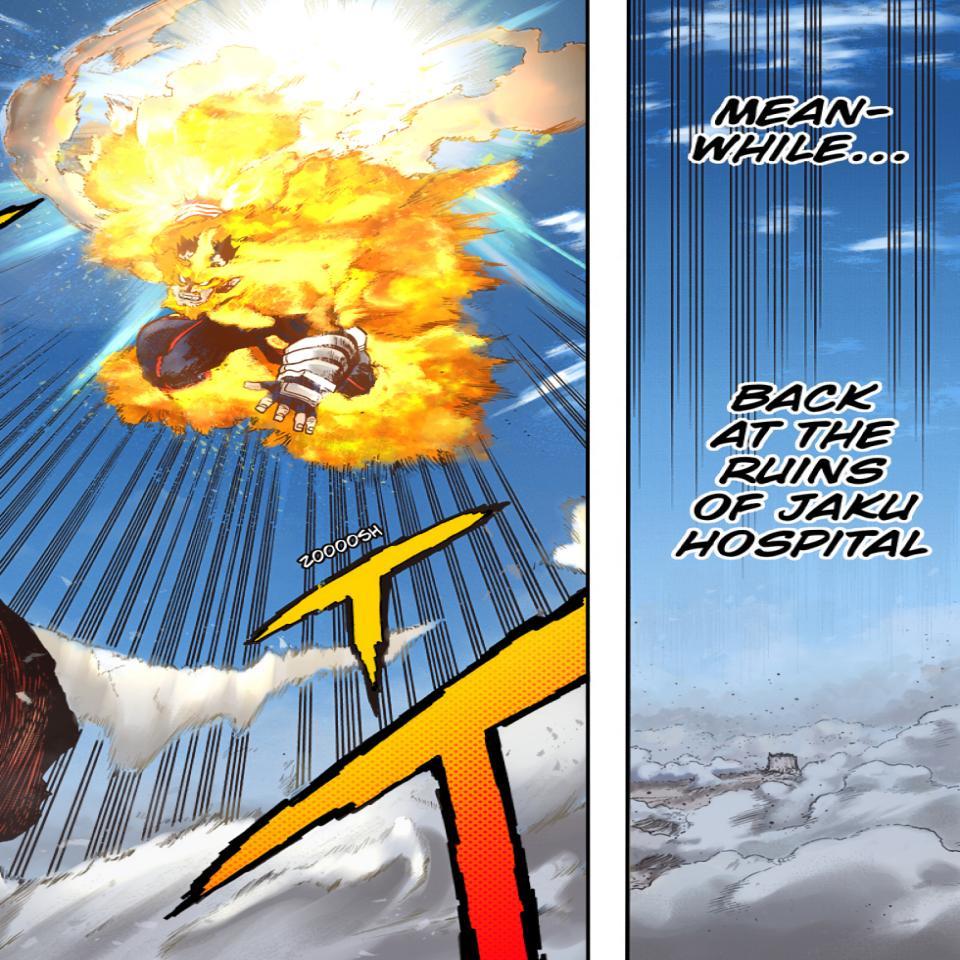 MEAN-
WHILE...
BACK
AT THE
RUINS
OF JAKU
HOSPITAL
ZOOOOSH